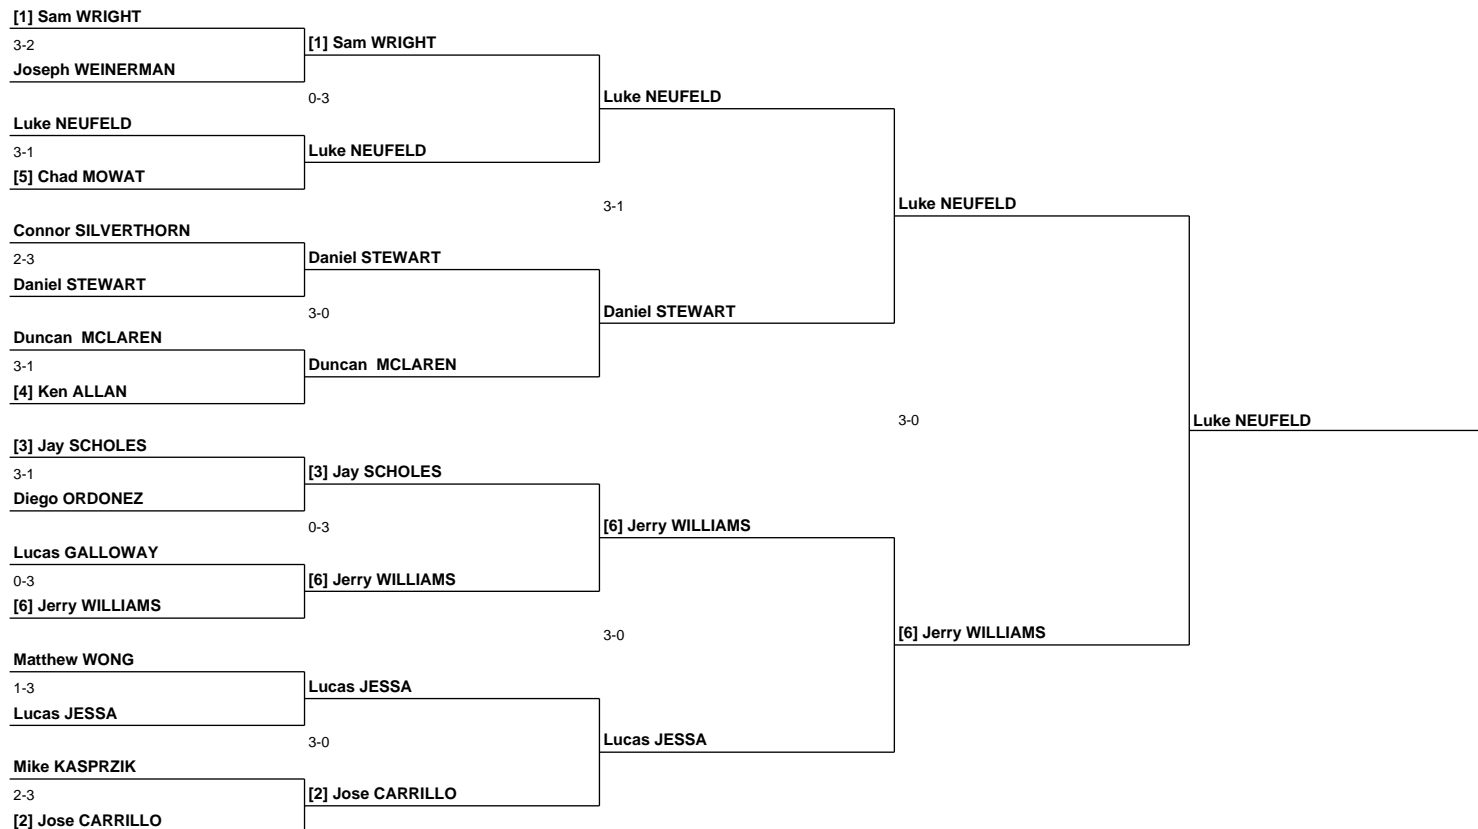 [1] Sam WRIGHT
3-2
Joseph WEINERMAN
Luke NEUFELD
3-1
[5] Chad MOWAT
Connor SILVERTHORN
2-3
Daniel STEWART
Duncan  MCLAREN
3-1
[4] Ken ALLAN
[3] Jay SCHOLES
3-1
Diego ORDONEZ
Lucas GALLOWAY
0-3
[6] Jerry WILLIAMS
Matthew WONG
1-3
Lucas JESSA
Mike KASPRZIK
2-3
[2] Jose CARRILLO
[1] Sam WRIGHT
0-3
Luke NEUFELD
Daniel STEWART
3-0
Duncan  MCLAREN
[3] Jay SCHOLES
0-3
[6] Jerry WILLIAMS
Lucas JESSA
3-0
[2] Jose CARRILLO
Luke NEUFELD
3-1
Daniel STEWART
[6] Jerry WILLIAMS
3-0
Lucas JESSA
Luke NEUFELD
3-0
[6] Jerry WILLIAMS
Luke NEUFELD